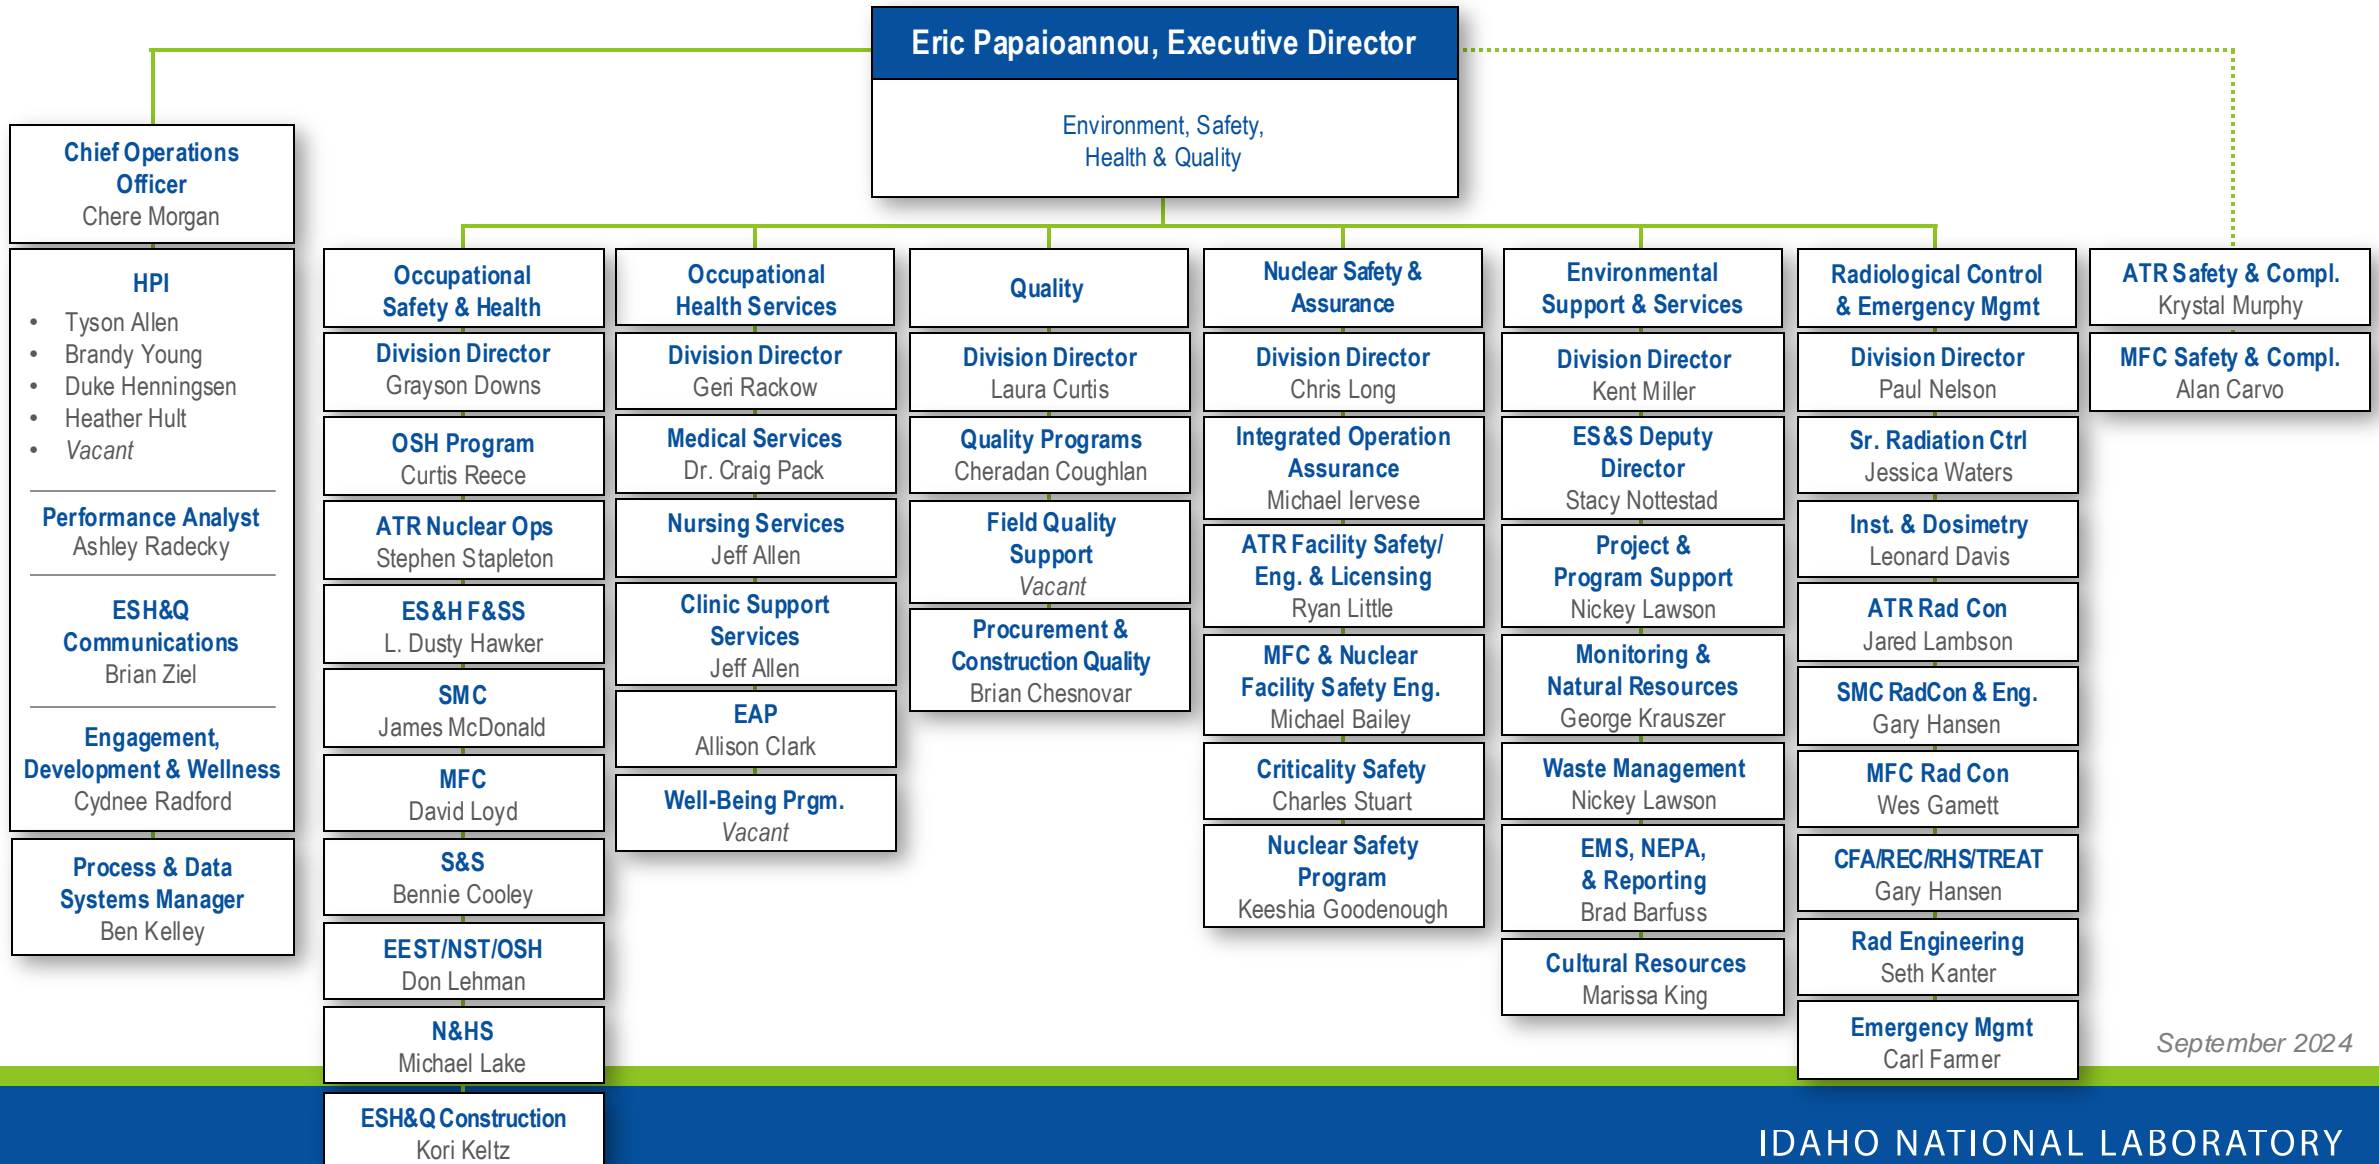 Eric Papaioannou, Executive Director
Environment, Safety,
Health & Quality
Chief Operations
Officer
Chere Morgan
HPI
• Tyson Allen
• Brandy Young
• Duke Henningsen
• Heather Hult
• Vacant
Performance Analyst
Ashley Radecky
ESH&Q
Communications
Brian Ziel
Engagement,
Development & Wellness
Cydnee Radford
Process & Data
Systems Manager
Ben Kelley
Occupational
Safety & Health
Division Director
Grayson Downs
OSH Program
Curtis Reece
ATR Nuclear Ops
Stephen Stapleton
ES&H F&SS
L. Dusty Hawker
SMC
James McDonald
MFC
David Loyd
S&S
Bennie Cooley
EEST/NST/OSH
Don Lehman
N&HS
Michael Lake
ESH&Q Construction
Kori Keltz
Occupational
Health Services
Division Director
Geri Rackow
Medical Services
Dr. Craig Pack
Nursing Services
Jeff Allen
Clinic Support
Services
Jeff Allen
EAP
Allison Clark
Well-Being Prgm.
Vacant
Quality
Division Director
Laura Curtis
Quality Programs
Cheradan Coughlan
Field Quality
Support
Vacant
Procurement &
Construction Quality
Brian Chesnovar
Nuclear Safety &
Assurance
Division Director
Chris Long
Integrated Operation
Assurance
Michael Iervese
ATR Facility Safety/
Eng. & Licensing
Ryan Little
MFC & Nuclear
Facility Safety Eng.
Michael Bailey
Criticality Safety
Charles Stuart
Nuclear Safety
Program
Keeshia Goodenough
Environmental
Support & Services
Division Director
Kent Miller
ES&S Deputy
Director
Stacy Nottestad
Project &
Program Support
Nickey Lawson
Monitoring &
Natural Resources
George Krauszer
Waste Management
Nickey Lawson
EMS, NEPA,
& Reporting
Brad Barfuss
Cultural Resources
Marissa King
Radiological Control
& Emergency Mgmt
Division Director
Paul Nelson
Sr. Radiation Ctrl
Jessica Waters
Inst. & Dosimetry
Leonard Davis
ATR Rad Con
Jared Lambson
SMC RadCon & Eng.
Gary Hansen
MFC Rad Con
Wes Gamett
CFA/REC/RHS/TREAT
Gary Hansen
Rad Engineering
Seth Kanter
Emergency Mgmt
Carl Farmer
ATR Safety & Compl.
Krystal Murphy
MFC Safety & Compl.
Alan Carvo
September 2024
IDAHO NATIONAL LABORATORY